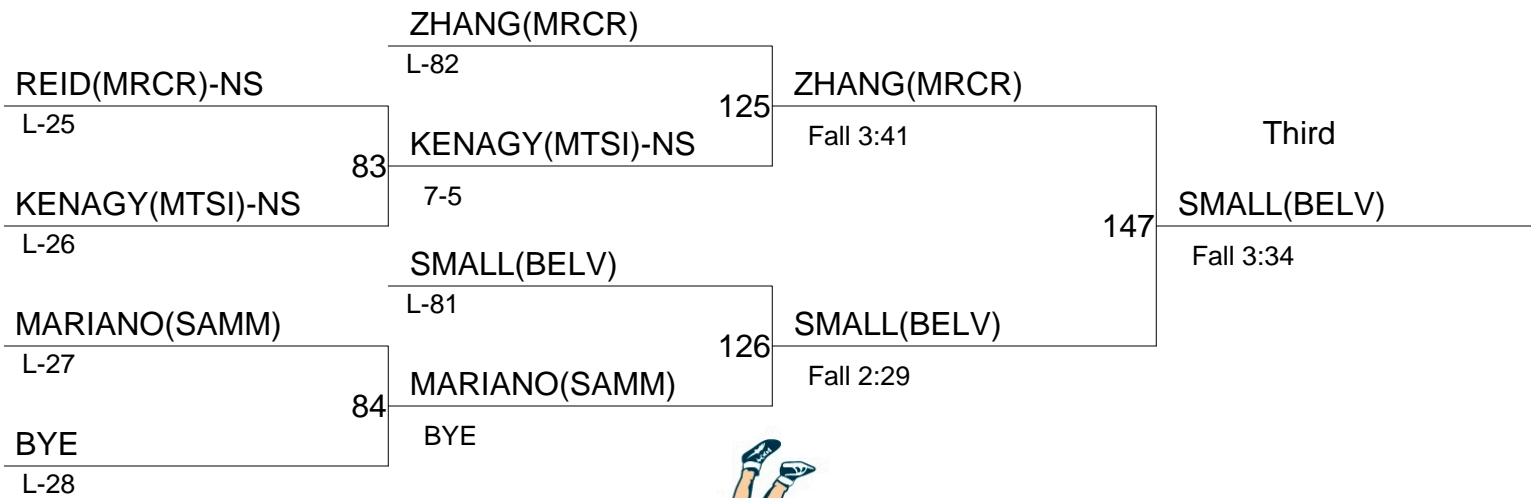 ZHANG(MRCR)
L-82
REID(MRCR)-NS
L-25
125
ZHANG(MRCR)
Fall 3:41
Third
83
KENAGY(MTSI)-NS
7-5
KENAGY(MTSI)-NS
L-26
147
SMALL(BELV)
Fall 3:34
SMALL(BELV)
L-81
MARIANO(SAMM)
L-27
126
SMALL(BELV)
Fall 2:29
84
MARIANO(SAMM)
BYE
BYE
L-28